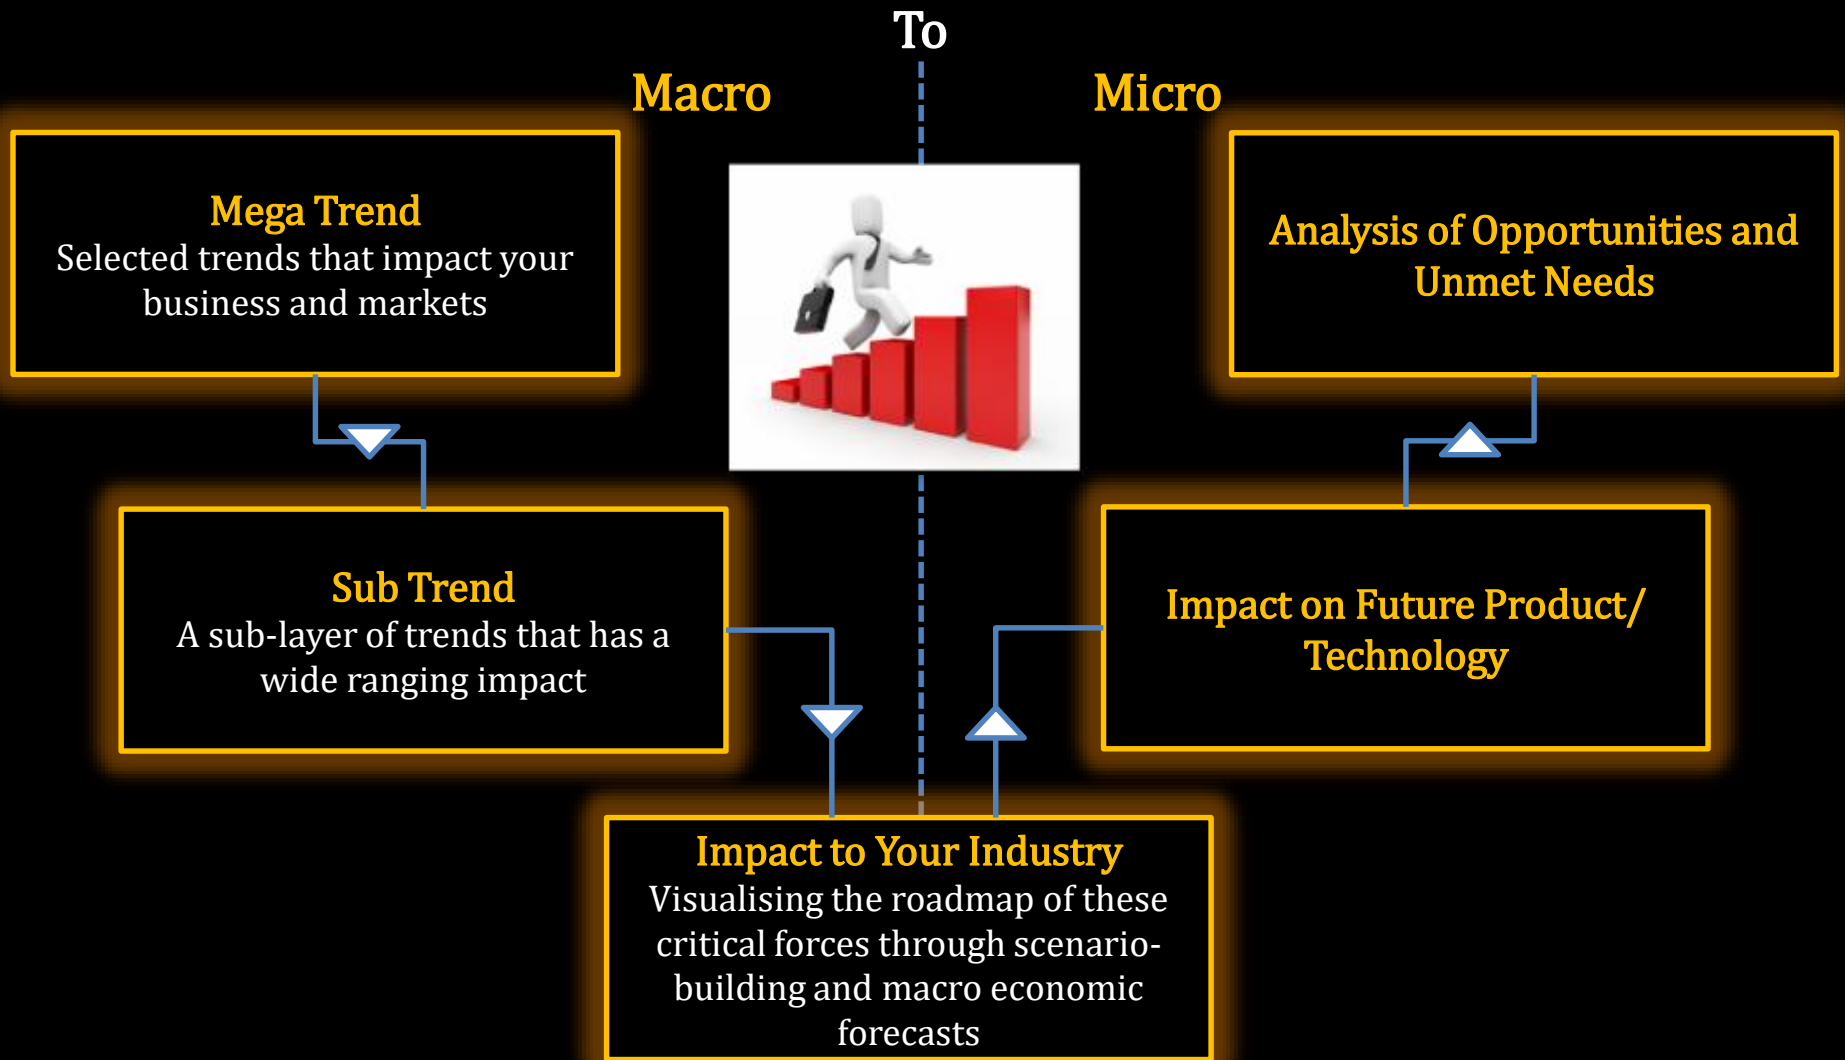 To
Macro
Micro
Mega Trend
Selected trends that impact your
business and markets
Analysis of Opportunities and
Unmet Needs
Sub Trend
A sub-layer of trends that has a
wide ranging impact
Impact on Future Product/
Technology
Impact to Your Industry
Visualising the roadmap of these
critical forces through scenario-
building and macro economic
forecasts